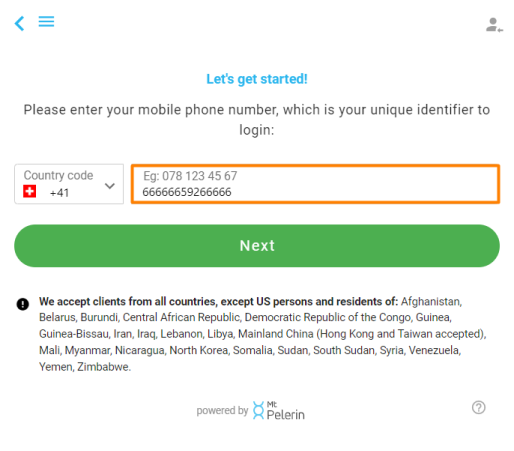 Let's get started!
Please enter your mobile phone number, which is your unique identifier to
login:
Country code
+41
Eg: 078 123 45 67
66666659266666
Next
We accept clients from all countries, except US persons and residents of: Afghanistan,
Belarus, Burundi, Central African Republic, Democratic Republic of the Congo, Guinea,
Guinea-Bissau, Iran, Iraq, Lebanon, Libya, Mainland China (Hong Kong and Taiwan accepted),
Mali, Myanmar, Nicaragua, North Korea, Somalia, Sudan, South Sudan, Syria, Venezuela,
Yemen, Zimbabwe.
powered by Mt Pelerin